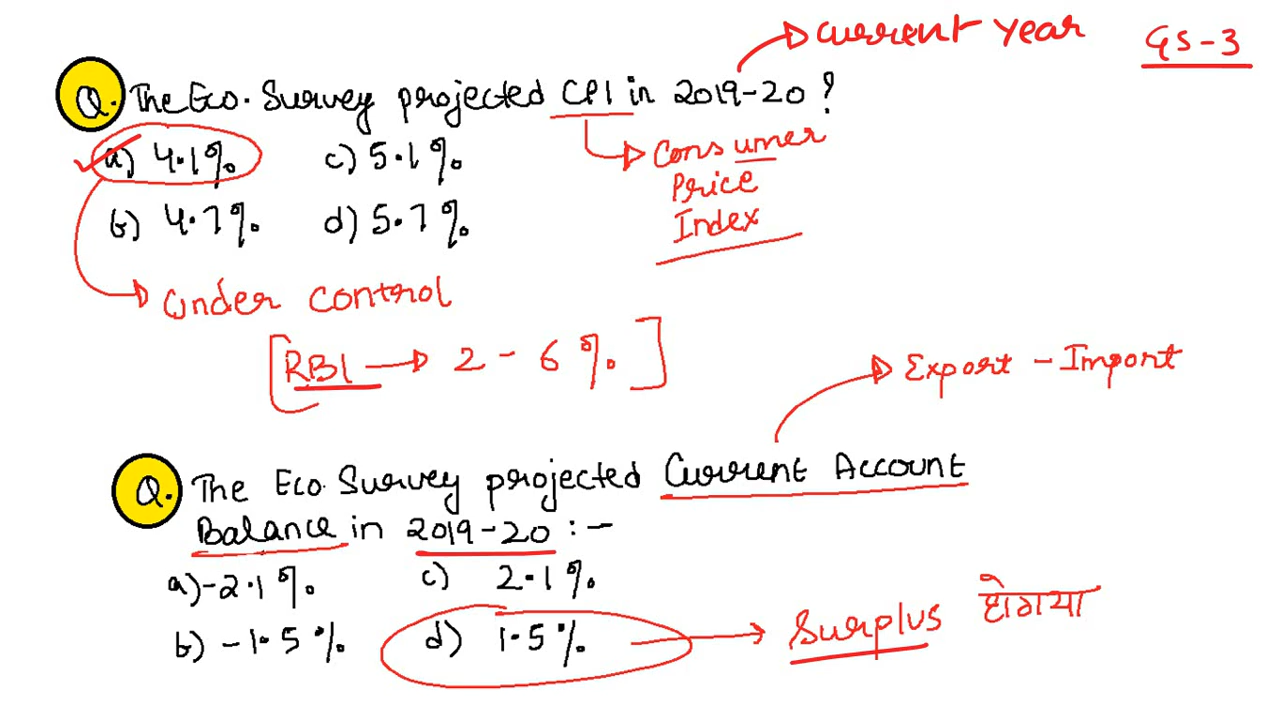 Current Year
GS-3
Q. The Eco. Survey projected CPI in 2019-20?
a) 4.1% c) 5.1%
b) 4.7% d) 5.7%
Consumer
Price
Index
Under control
[RBI → 2 - 6 %]
Export - Import
Q. The Eco Survey projected Current Account
Balance in 2019-20 :-
a) -2.1% c) 2.1%
b) -1.5% d) 1.5%
Surplus होगया